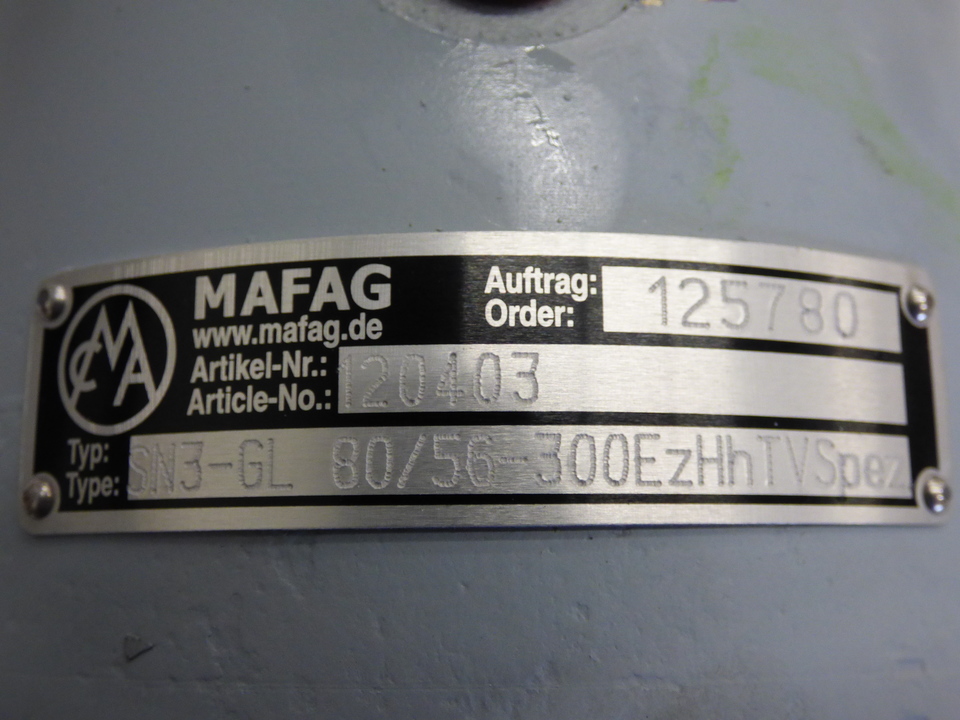 MAFAG
www.mafag.de
Auftrag: 125780
Order:
Artikel-Nr.: 120403
Article-No.:
Typ: SN3-GL 80/56-300EzHhTVSpez.
Type: